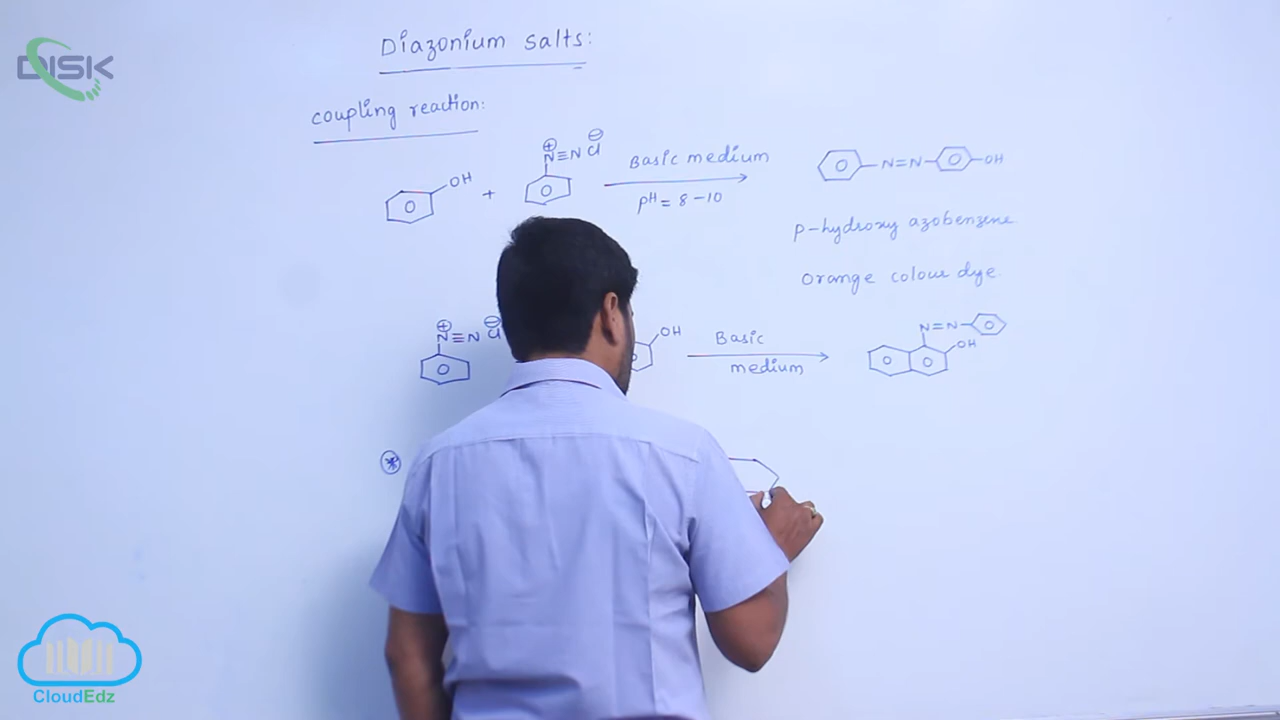 DISK
Diazonium salts:
coupling reaction:
OH + N≡N Cl Basic medium pH = 8-10 N=N OH
p-hydroxy azobenzene
orange colour dye.
N≡N Cl OH Basic medium N=N OH
CloudEdz